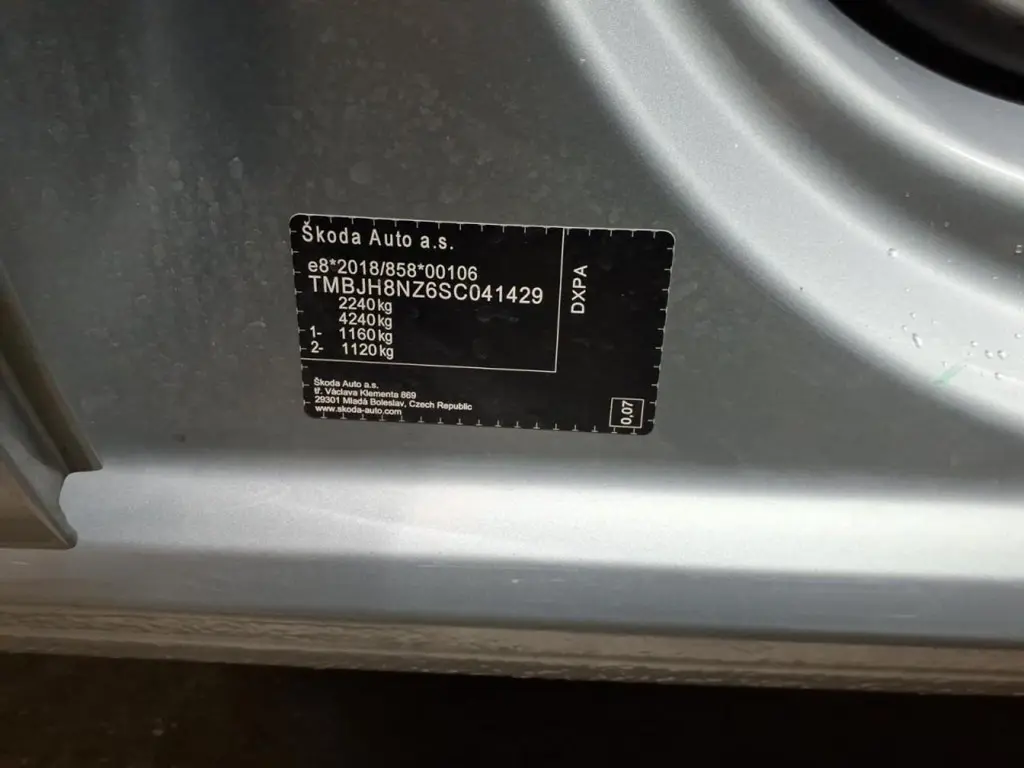 Škoda Auto a.s.
e8*2018/858*00106
TMBJH8NZ6SC041429
2240 kg
4240 kg
1- 1160 kg
2- 1120 kg
DXPA
Škoda Auto a.s.
tř. Václava Klementa 869
29301 Mladá Boleslav, Czech Republic
www.skoda-auto.com
0,07